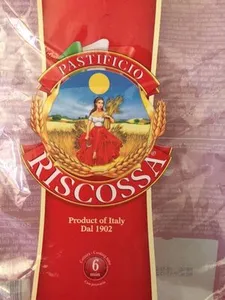 PASTIFICIO
RISCOSSA
Product of Italy
Dal 1902
6